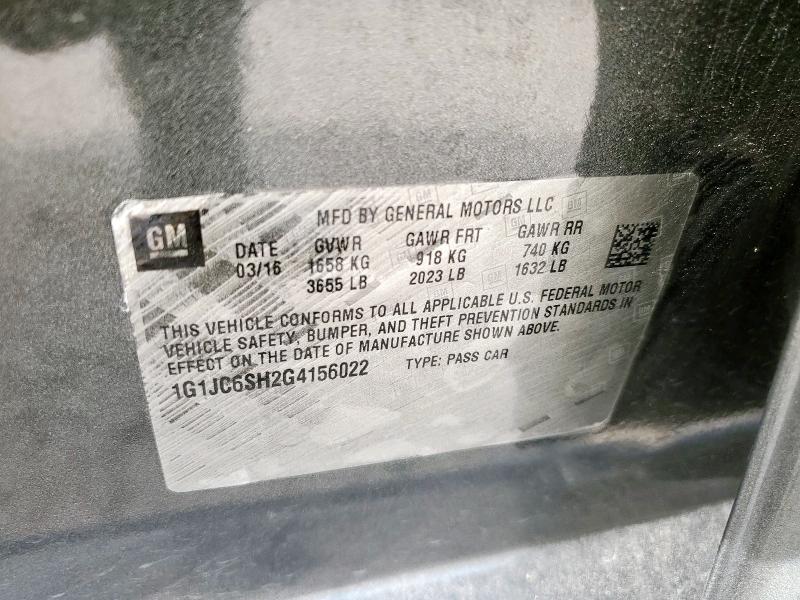 GM
MFD BY GENERAL MOTORS LLC
DATE GVWR GAWR FRT GAWR RR
03/16 1658 KG 918 KG 740 KG
3655 LB 2023 LB 1632 LB
THIS VEHICLE CONFORMS TO ALL APPLICABLE U.S. FEDERAL MOTOR
VEHICLE SAFETY, BUMPER, AND THEFT PREVENTION STANDARDS IN
EFFECT ON THE DATE OF MANUFACTURE SHOWN ABOVE.
1G1JC6SH2G4156022 TYPE: PASS CAR